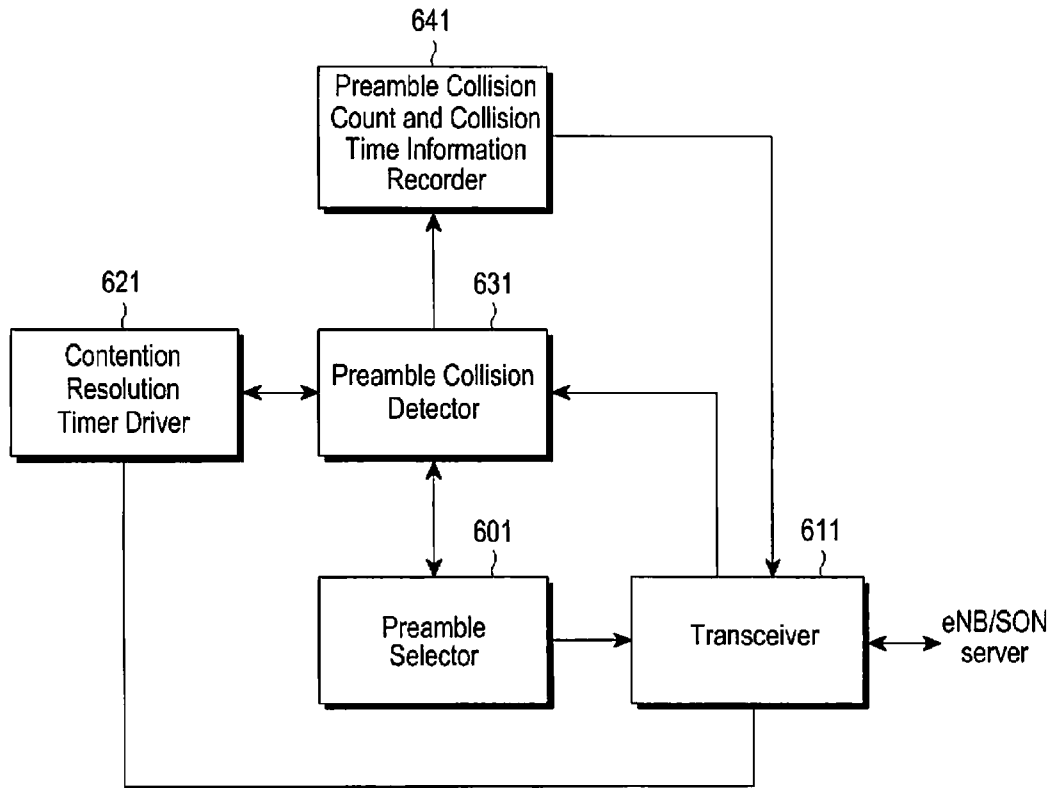 641
Preamble Collision
Count and Collision
Time Information
Recorder
621
Contention
Resolution
Timer Driver
631
Preamble Collision
Detector
601
Preamble
Selector
611
Transceiver
eNB/SON
server